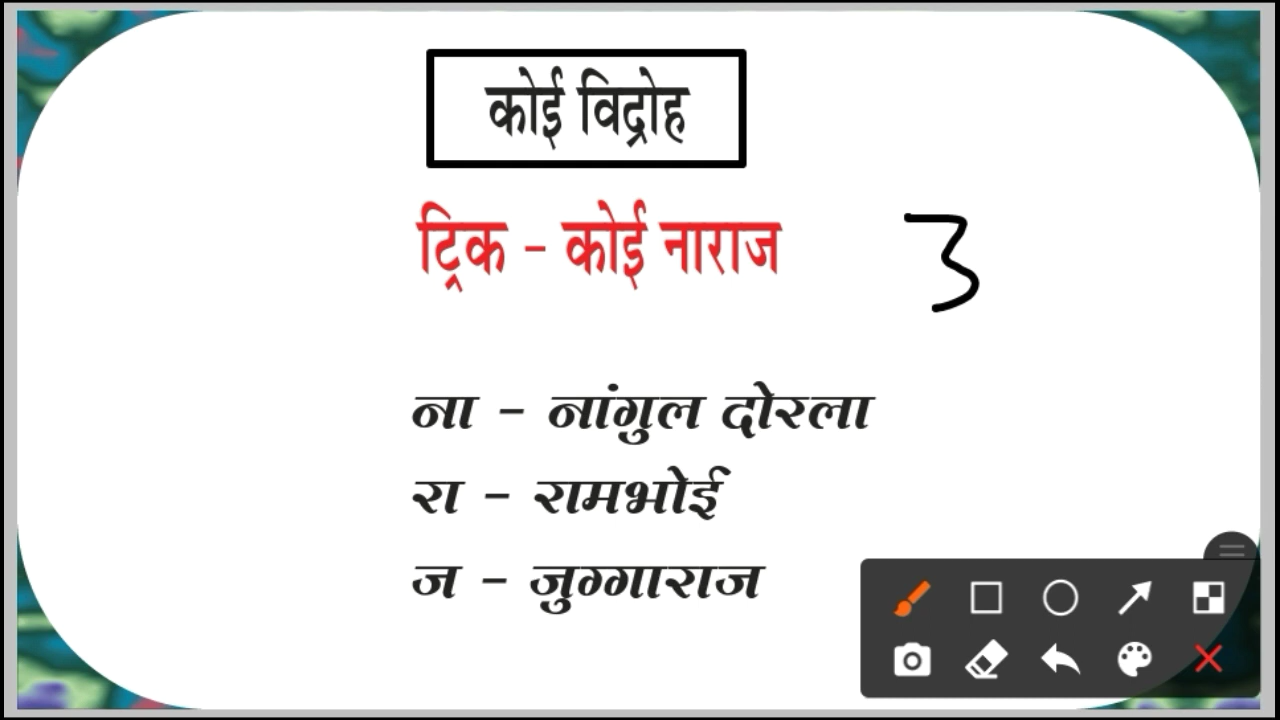 कोई विद्रोह
ट्रिक - कोई नाराज 3
ना - नांगुल दोरला
रा - रामभोई
ज - जुग्गाराज